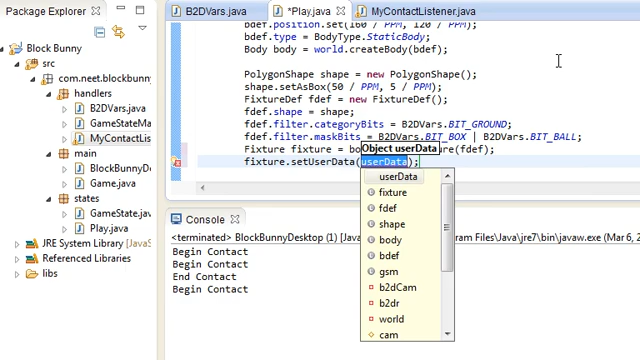 Package Explorer
Block Bunny
src
com.neet.blockbunny
handlers
B2DVars.java
GameStateMa
MyContactLis
main
BlockBunnyD
Game.java
states
GameState.ja
Play.java
JRE System Library [Ja
Referenced Libraries
libs
B2DVars.java
*Play.java
MyContactListener.java
bdef.position.set(160 / PPM, 120 / PPM);
bdef.type = BodyType.StaticBody;
Body body = world.createBody(bdef);
PolygonShape shape = new PolygonShape();
shape.setAsBox(50 / PPM, 5 / PPM);
FixtureDef fdef = new FixtureDef();
fdef.shape = shape;
fdef.filter.categoryBits = B2DVars.BIT_GROUND;
fdef.filter.maskBits = B2DVars.BIT_BOX | B2DVars.BIT_BALL;
Fixture fixture = bo
ure(fdef);
Object userData
fixture.setUserData(userData);
userData
fixture
fdef
shape
body
bdef
gsm
b2dCam
b2dr
world
cam
Console
<terminated> BlockBunnyDesktop (1) [Java
am Files\Java\jre7\bin\javaw.exe (Mar 6, 2
Begin Contact
Begin Contact
End Contact
Begin Contact